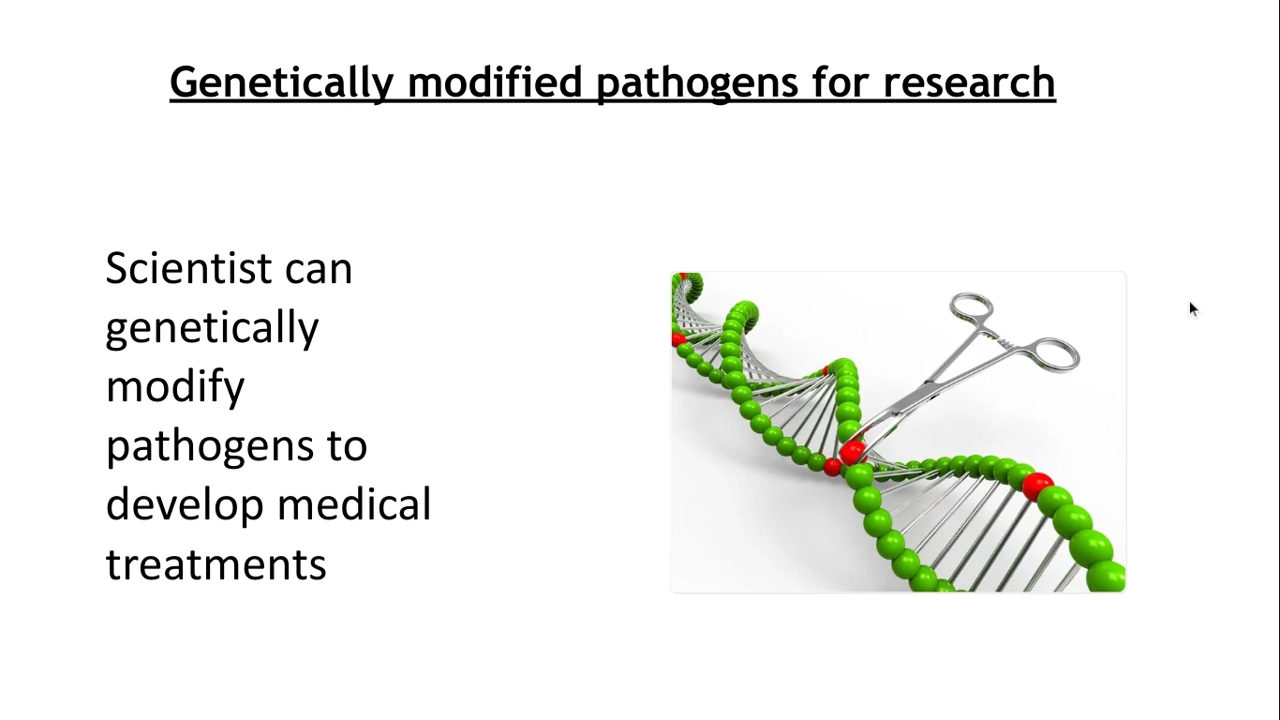 Genetically modified pathogens for research
Scientist can
genetically
modify
pathogens to
develop medical
treatments